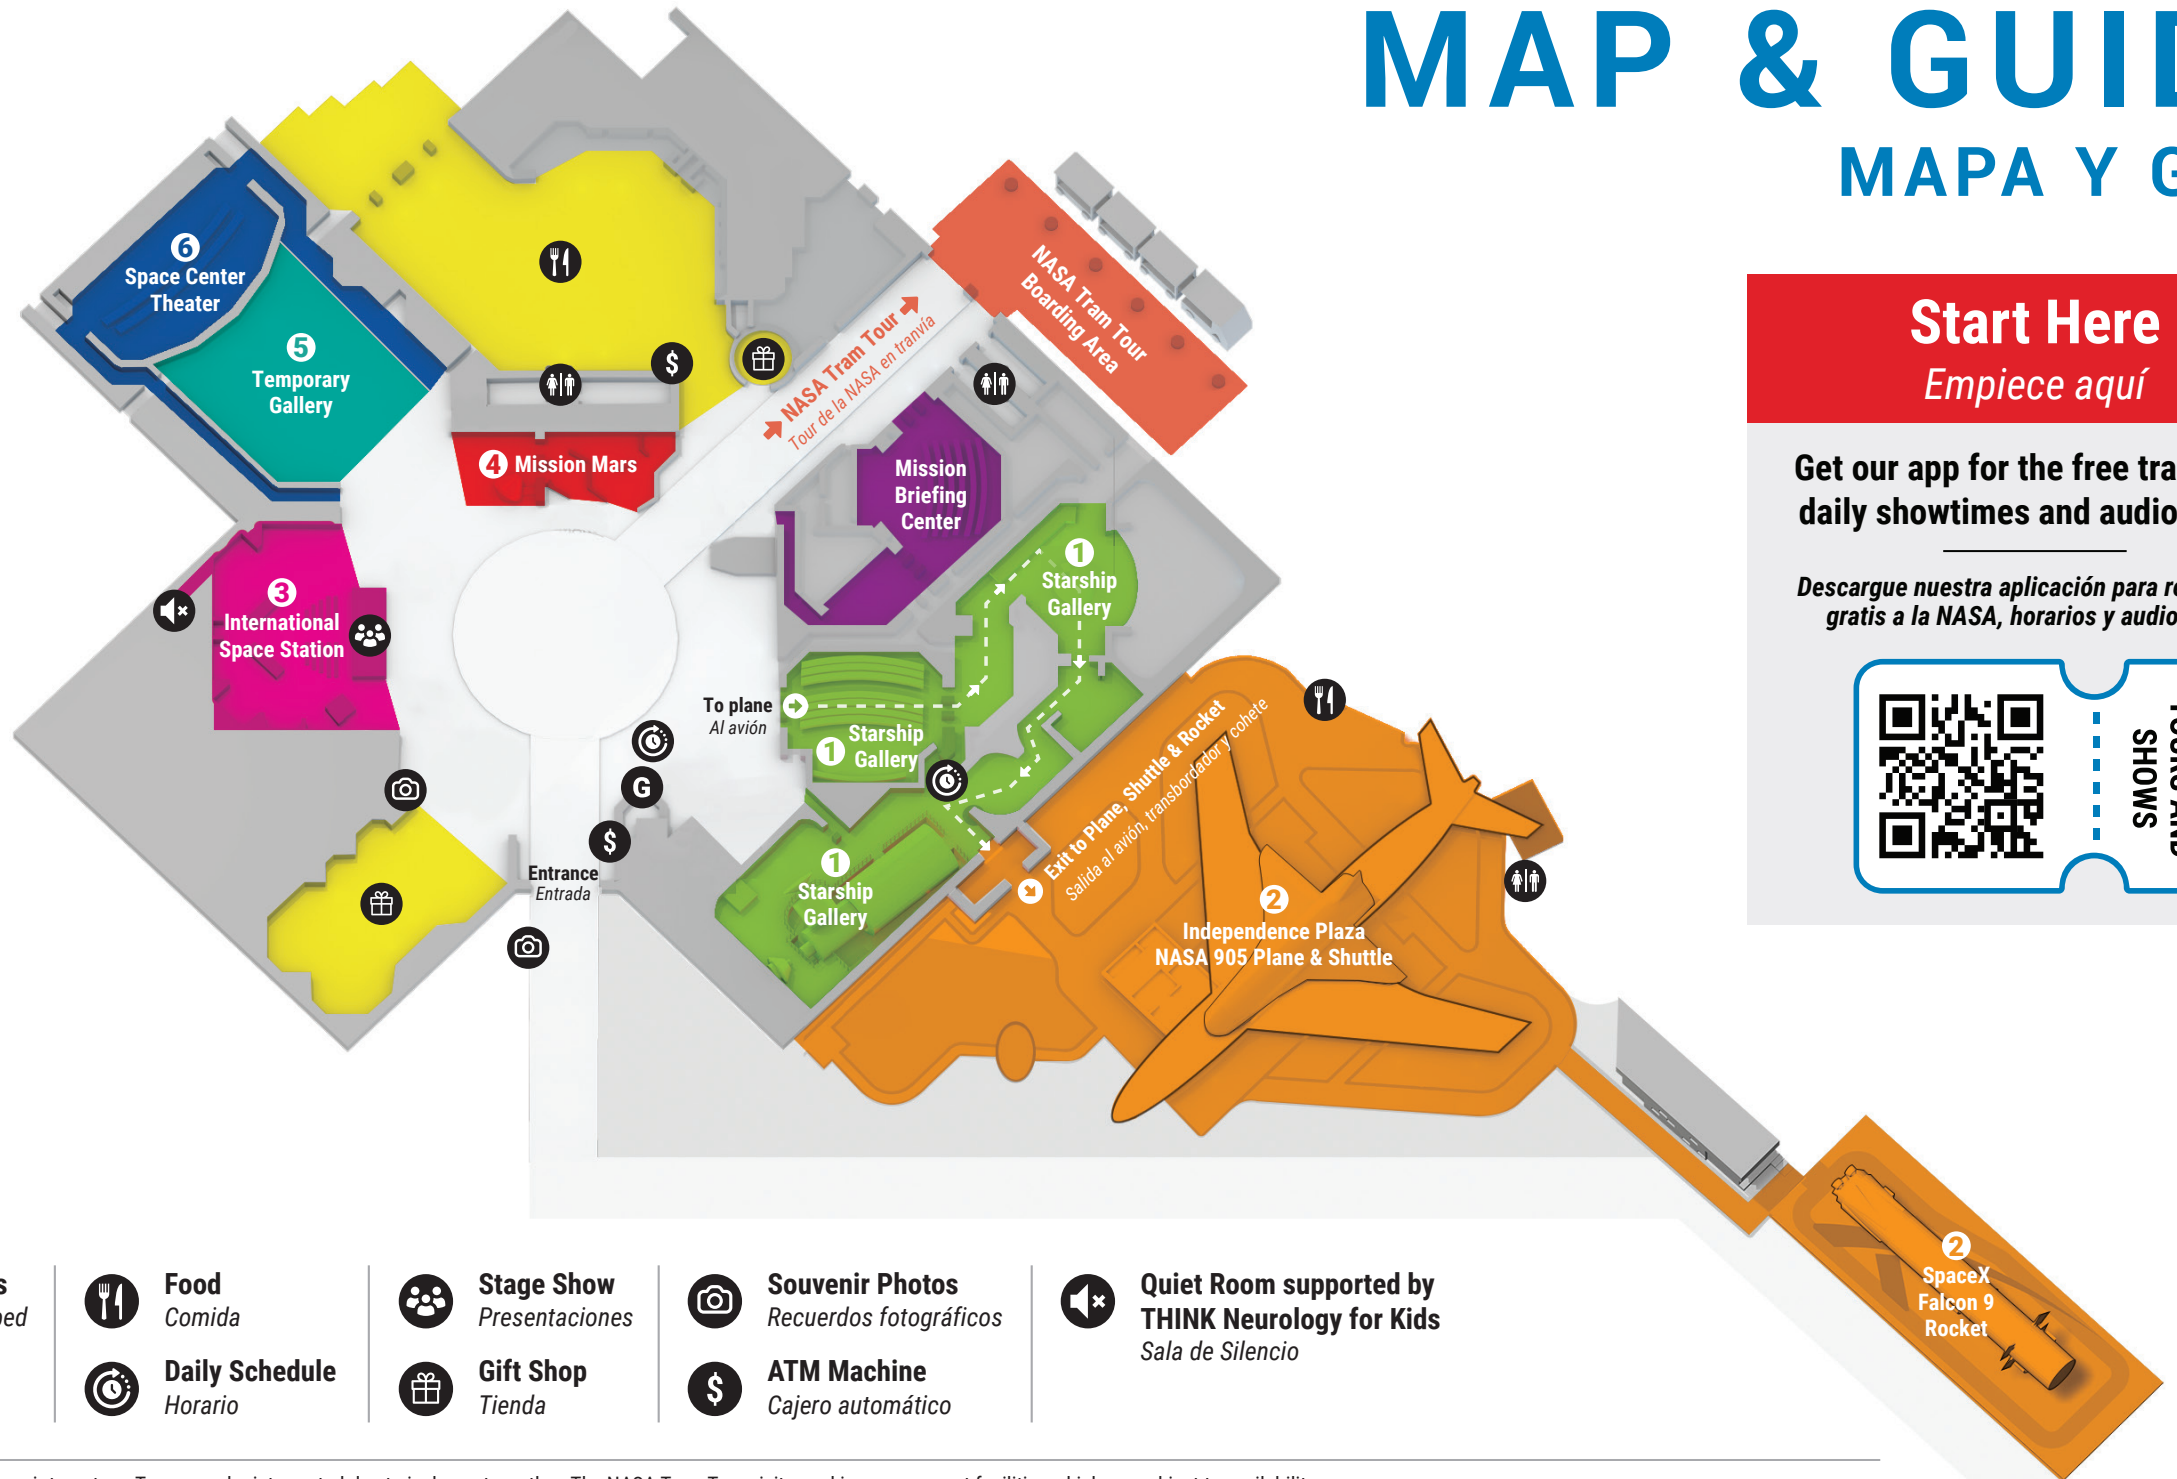 MAP & GUID
MAPA Y G
Start Here
Empiece aquí
Get our app for the free tra
daily showtimes and audio
Descargue nuestra aplicación para re
gratis a la NASA, horarios y audio
TOURS AND
SHOWS
6
Space Center
Theater
5
Temporary
Gallery
4 Mission Mars
3
International
Space Station
NASA Tram Tour
Tour de la NASA en tranvía
NASA Tram Tour
Boarding Area
Mission
Briefing
Center
1
Starship
Gallery
To plane
Al avión
1 Starship
Gallery
1
Starship
Gallery
G
$
$
Entrance
Entrada
Exit to Plane, Shuttle & Rocket
Salida al avión, transbordador y cohete
2
Independence Plaza
NASA 905 Plane & Shuttle
2
SpaceX
Falcon 9
Rocket
s
ped
Food
Comida
Daily Schedule
Horario
Stage Show
Presentaciones
Gift Shop
Tienda
Souvenir Photos
Recuerdos fotográficos
$
ATM Machine
Cajero automático
Quiet Room supported by
THINK Neurology for Kids
Sala de Silencio